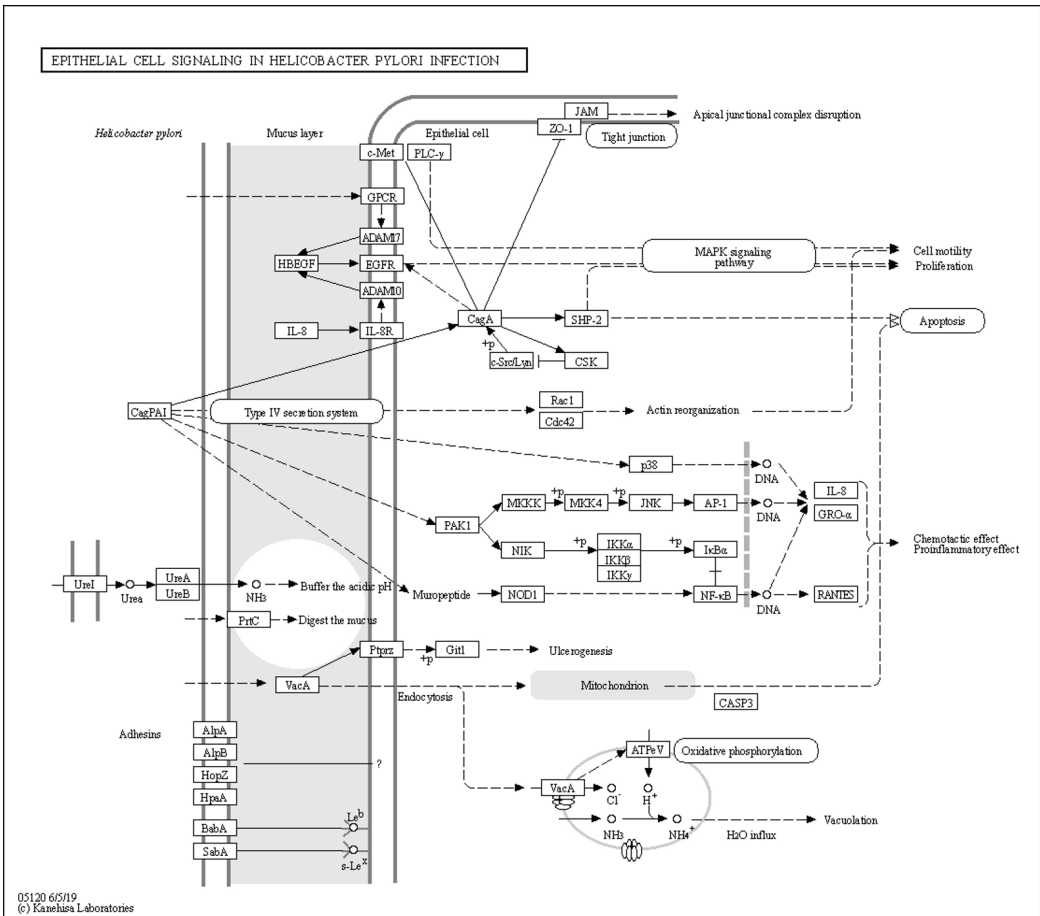 EPITHELIAL CELL SIGNALING IN HELICOBACTER PYLORI INFECTION
Helicobacter pylori
Mucus layer
Epithelial cell
JAM
Apical junctional complex disruption
ZO-1
Tight junction
c-Met
PLC-γ
GPCR
ADAM17
HBEGF
EGFR
ADAM10
IL-8
IL-8R
MAPK signaling
pathway
Cell motility
Proliferation
CagA
SHP-2
Apoptosis
+p
c-Src/Lyn
CSK
CagPAI
Type IV secretion system
Rac1
Cdc42
Actin reorganization
p38
DNA
PAK1
MKKK
+p
MKK4
+p
JNK
AP-1
DNA
IL-8
GRO-α
NIK
+p
IKKα
IKKβ
IKKγ
+p
IκBα
Chemotactic effect
Proinflammatory effect
Muropeptide
NOD1
NF-κB
DNA
RANTES
UreI
Urea
UreA
UreB
NH3
Buffer the acidic pH
PrtC
Digest the mucus
Ptprz
+p
Git1
Ulcerogenesis
VacA
Endocytosis
Mitochondrion
CASP3
Adhesins
AlpA
AlpB
HopZ
HpaA
BabA
SabA
?
Le b
s-Le x
ATPeV
Oxidative phosphorylation
VacA
Cl-
H+
NH3
NH4+
H2O influx
Vacuolation
05120 6/5/19
(c) Kanehisa Laboratories